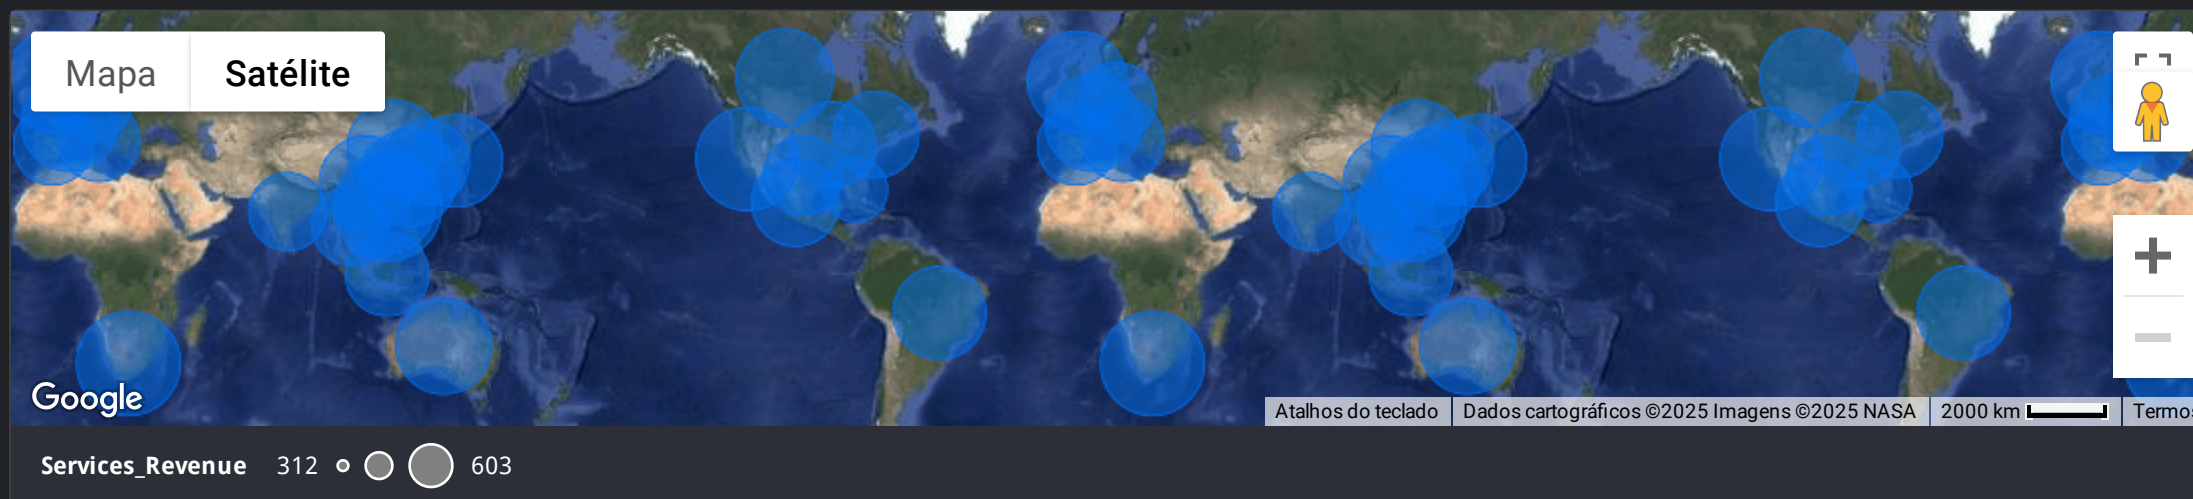 Mapa Satélite
Google
Atalhos do teclado Dados cartográficos ©2025 Imagens ©2025 NASA 2000 km Termos
Services_Revenue 312 603